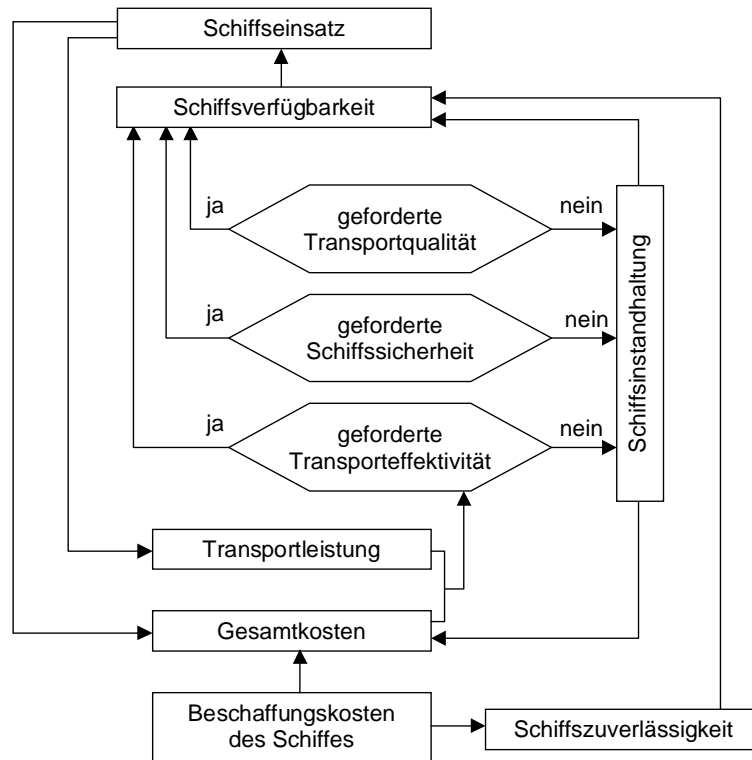 Schiffseinsatz
Schiffsverfügbarkeit
ja
geforderte
Transportqualität
nein
ja
geforderte
Schiffssicherheit
nein
ja
geforderte
Transporteffektivität
nein
Schiffsinstandhaltung
Transportleistung
Gesamtkosten
Beschaffungskosten
des Schiffes
Schiffszuverlässigkeit